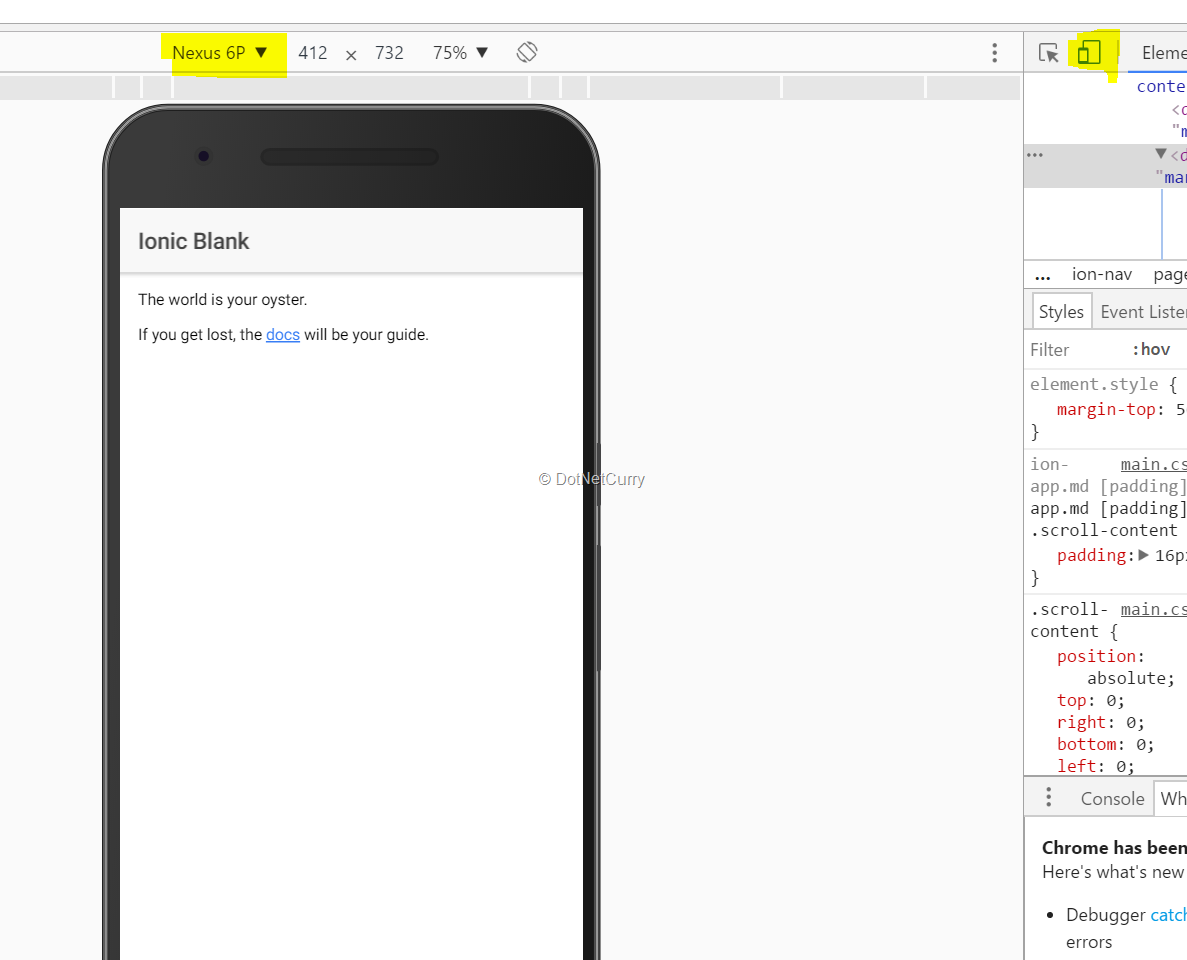 Nexus 6P ▼ 412 × 732 75% ▼
Eleme
conte
<d
"m
... ▼<d
"mar
Ionic Blank
The world is your oyster.
If you get lost, the docs will be your guide.
© DotNetCurry
... ion-nav page
Styles Event Lister
Filter :hov
element.style {
margin-top: 5
}
ion- main.cs
app.md [padding]
app.md [padding]
.scroll-content
padding:▶16p
}
.scroll- main.cs
content {
position:
absolute;
top: 0;
right: 0;
bottom: 0;
left: 0;
Console Wh
Chrome has been
Here's what's new
• Debugger catch
errors